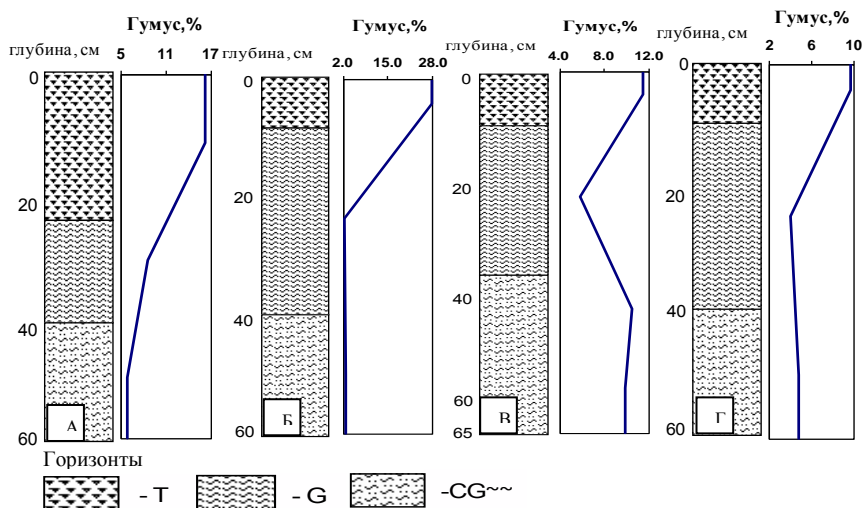 Гумус,%
глубина, см
5 11 17
0
20
40
60
А
Гумус,%
глубина, см
2.0 15.0 28.0
0
20
40
60
Б
Гумус,%
глубина, см
4.0 8.0 12.0
0
20
40
60
65
В
Гумус,%
глубина, см
2 6 10
0
20
40
60
Г
Горизонты
- T - G -CG~~